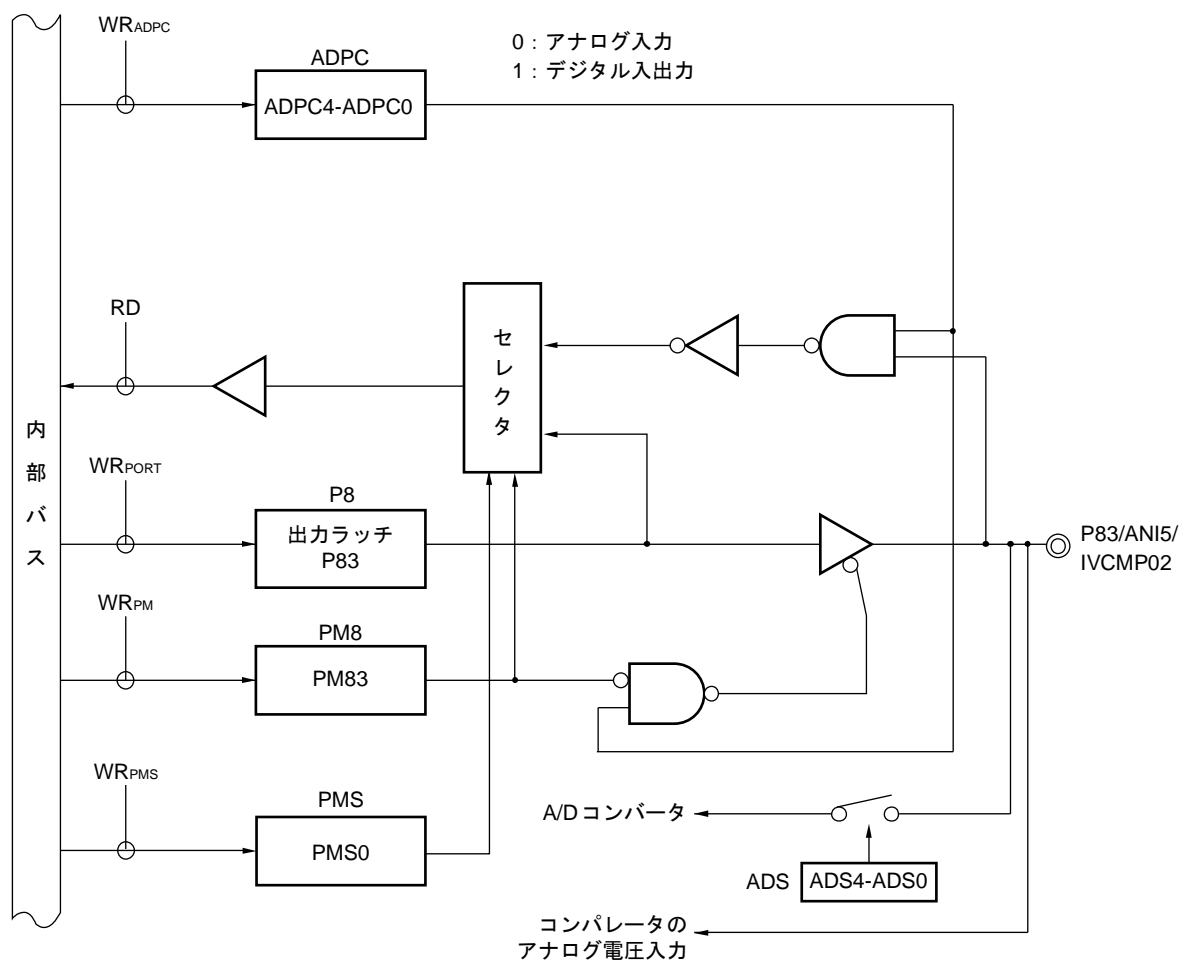 WRADPC
ADPC
ADPC4-ADPC0
0：アナログ入力
1：デジタル入出力
RD
セレクタ
内部バス
WRPORT
P8
出力ラッチ
P83
P83/ANI5/
IVCMP02
WRPM
PM8
PM83
WRPMS
PMS
PMS0
A/Dコンバータ
ADS
ADS4-ADS0
コンパレータの
アナログ電圧入力